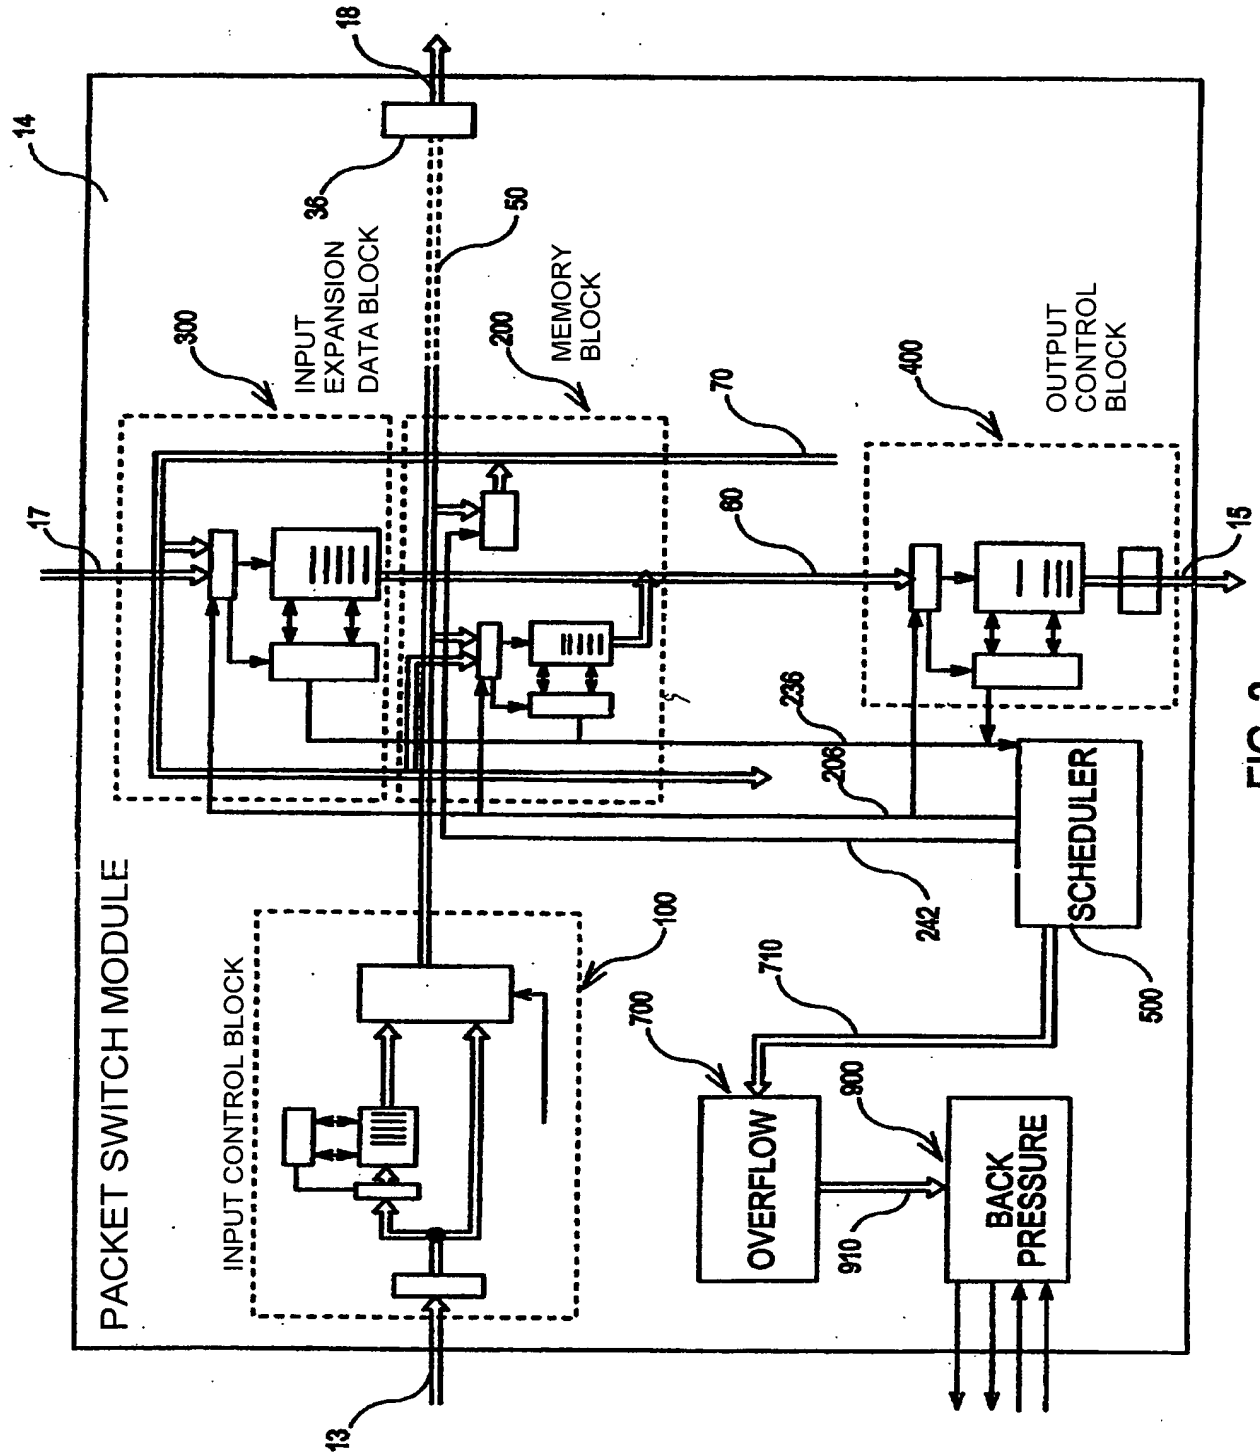 14
17
PACKET SWITCH MODULE
300
INPUT CONTROL BLOCK
INPUT
EXPANSION
DATA BLOCK
36
13
18
200
50
MEMORY
BLOCK
700
100
70
60
OVERFLOW
710
236
206
910
900
400
242
BACK
PRESSURE
OUTPUT
CONTROL
BLOCK
SCHEDULER
500
15
FIG.